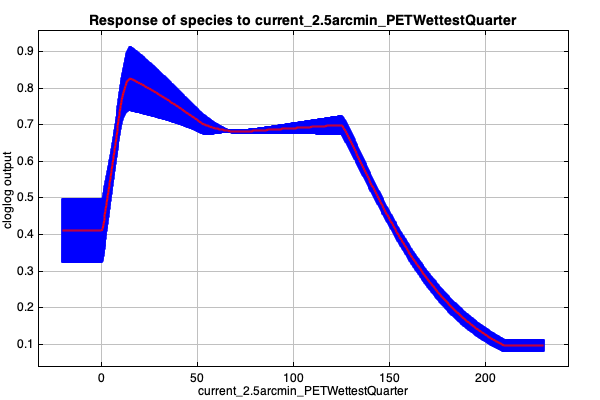 Response of species to current_2.5arcmin_PETWettestQuarter
cloglog output
0.9
0.8
0.7
0.6
0.5
0.4
0.3
0.2
0.1
0 50 100 150 200
current_2.5arcmin_PETWettestQuarter